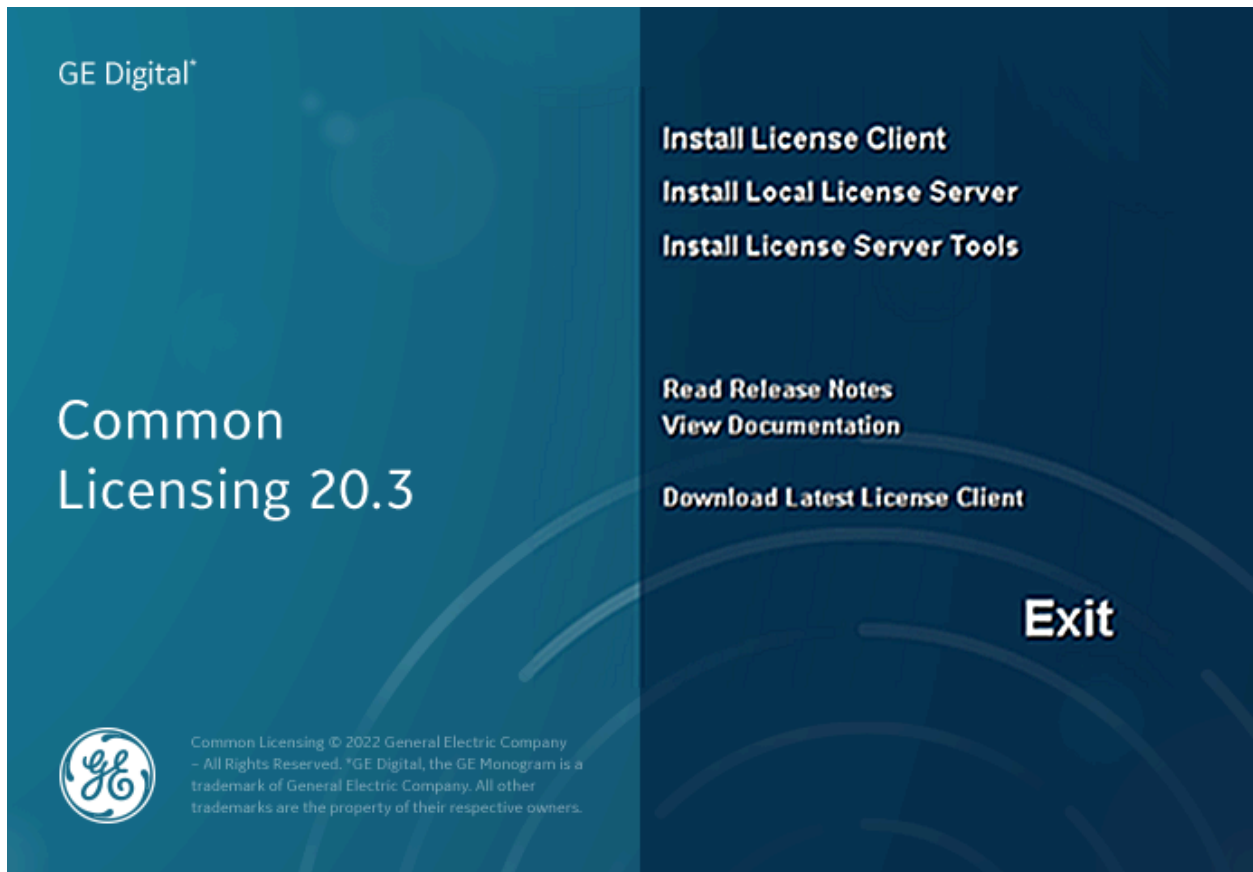 GE Digital*
Install License Client
Install Local License Server
Install License Server Tools
Read Release Notes
View Documentation
Download Latest License Client
Exit
Common
Licensing 20.3
GE
Common Licensing © 2022 General Electric Company
– All Rights Reserved. *GE Digital, the GE Monogram is a
trademark of General Electric Company. All other
trademarks are the property of their respective owners.